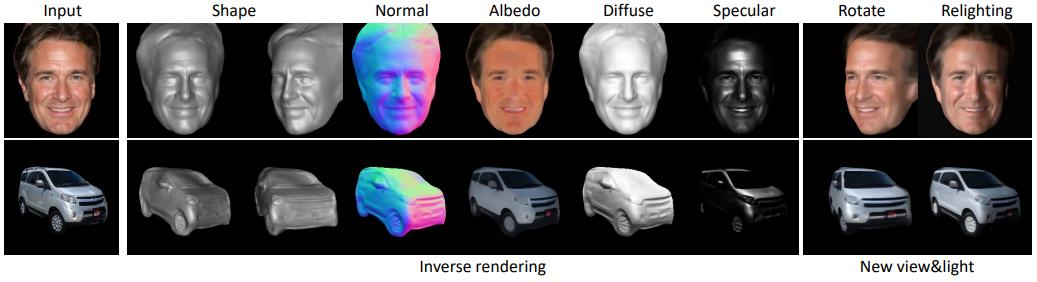 Input Shape Normal Albedo Diffuse Specular Rotate Relighting
Inverse rendering New view&light